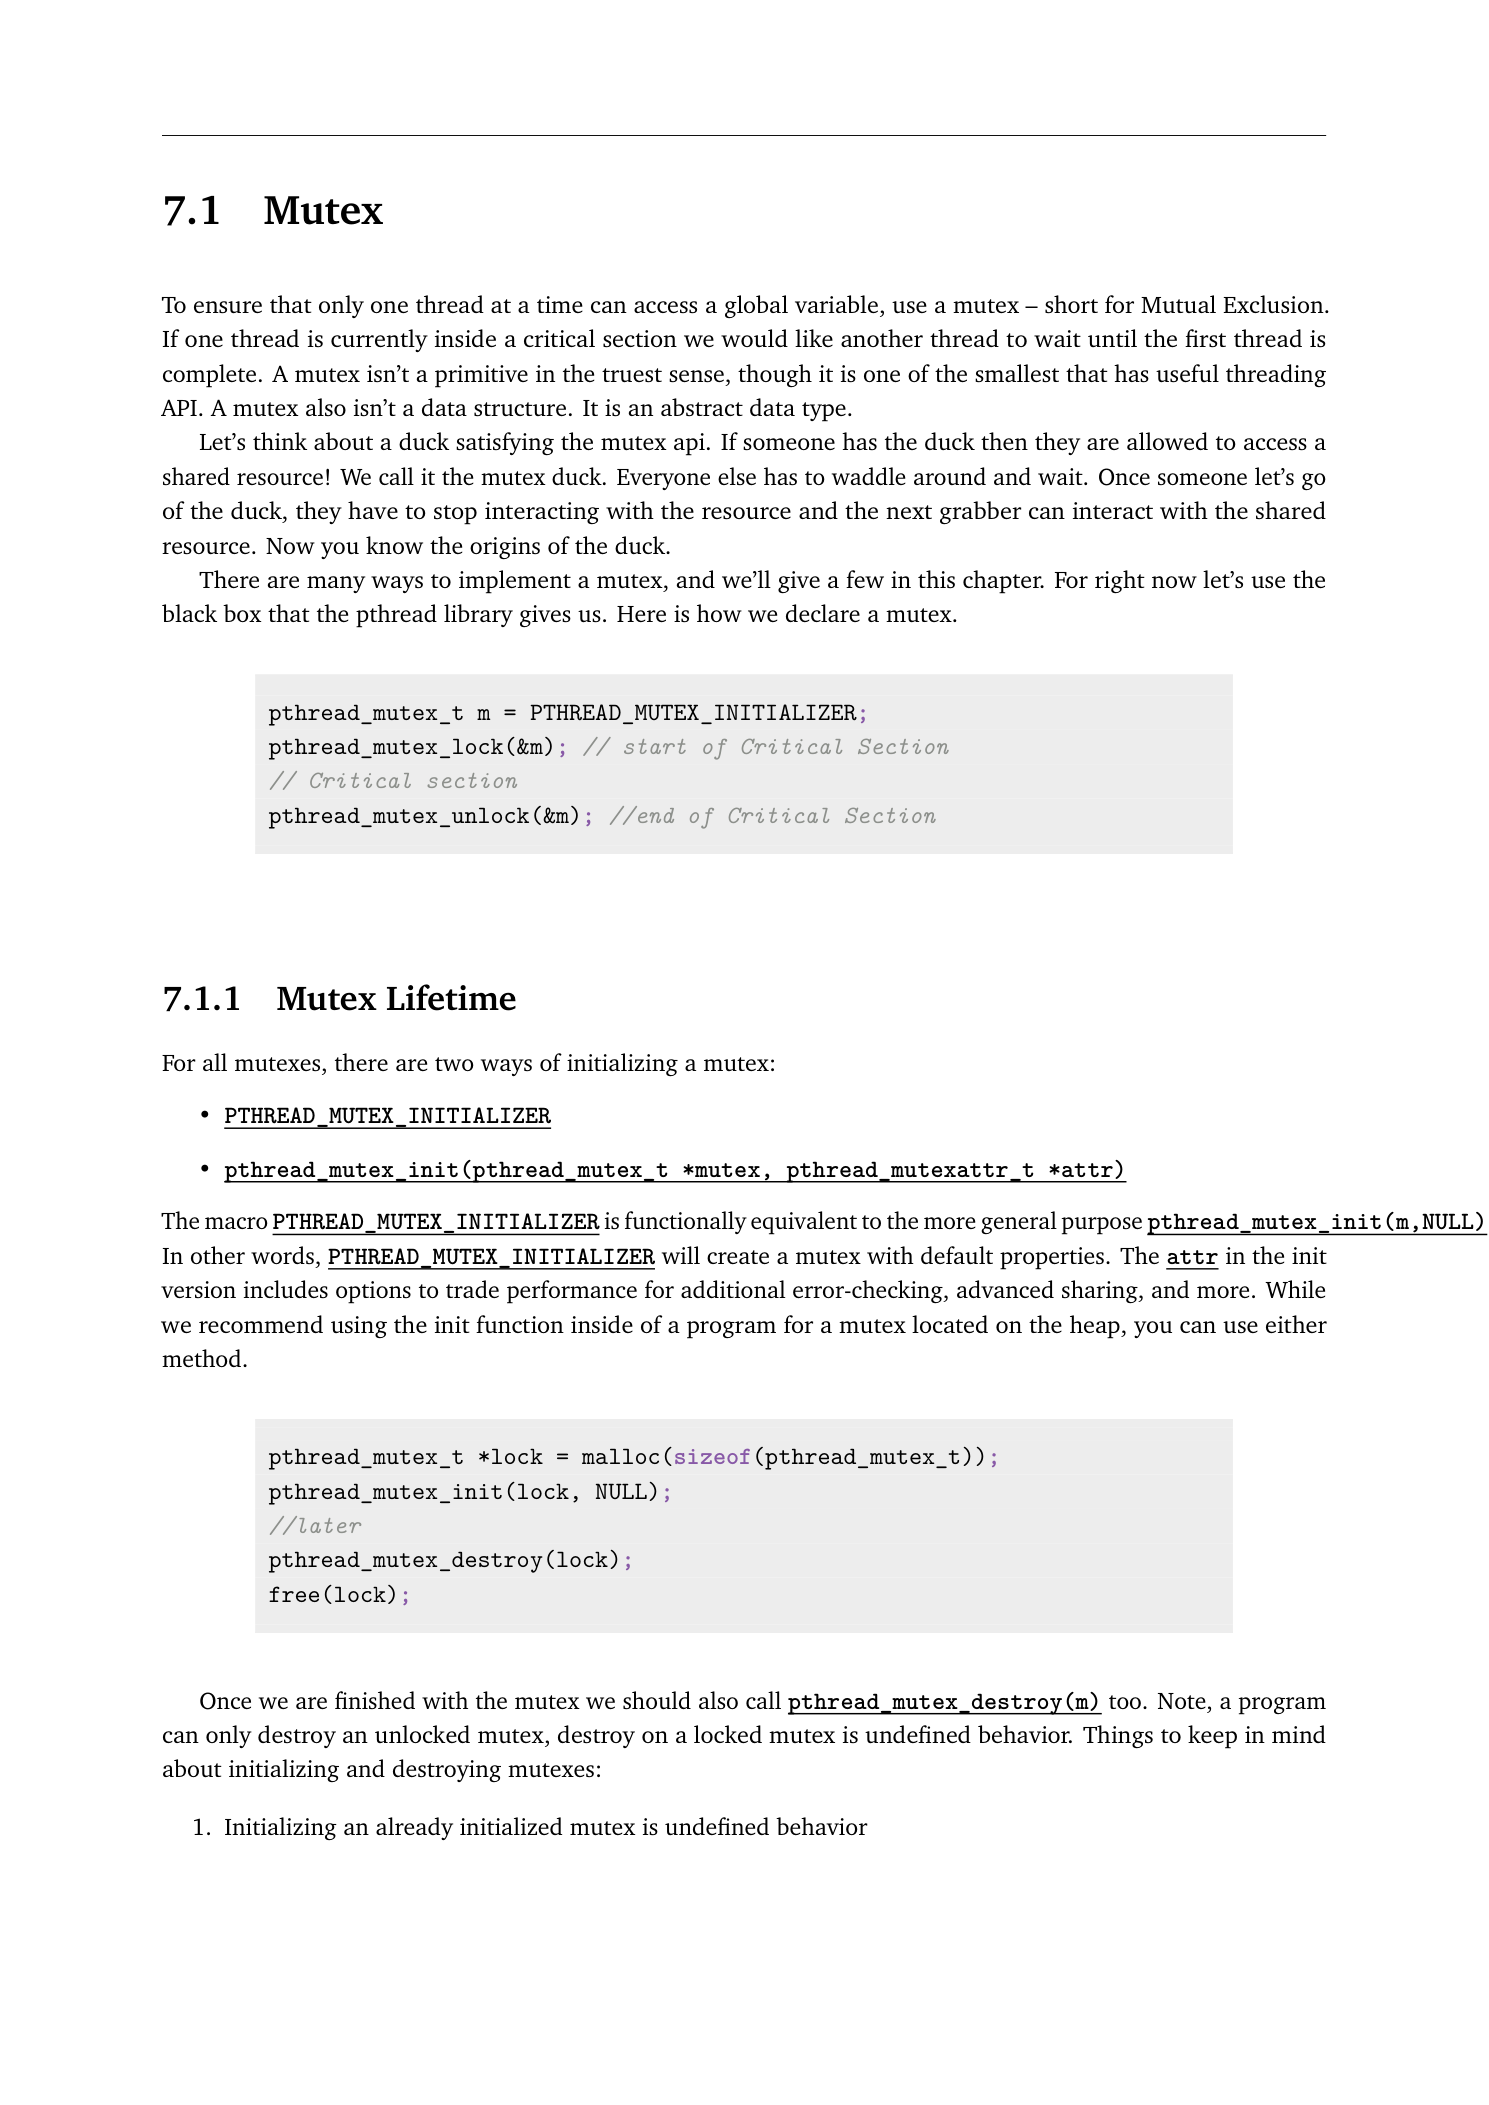 7.1 Mutex
To ensure that only one thread at a time can access a global variable, use a mutex – short for Mutual Exclusion.
If one thread is currently inside a critical section we would like another thread to wait until the first thread is
complete. A mutex isn’t a primitive in the truest sense, though it is one of the smallest that has useful threading
API. A mutex also isn’t a data structure. It is an abstract data type.
Let’s think about a duck satisfying the mutex api. If someone has the duck then they are allowed to access a
shared resource! We call it the mutex duck. Everyone else has to waddle around and wait. Once someone let’s go
of the duck, they have to stop interacting with the resource and the next grabber can interact with the shared
resource. Now you know the origins of the duck.
There are many ways to implement a mutex, and we’ll give a few in this chapter. For right now let’s use the
black box that the pthread library gives us. Here is how we declare a mutex.
pthread_mutex_t m = PTHREAD_MUTEX_INITIALIZER;
pthread_mutex_lock(&m); // start of Critical Section
// Critical section
pthread_mutex_unlock(&m); //end of Critical Section
7.1.1 Mutex Lifetime
For all mutexes, there are two ways of initializing a mutex:
• PTHREAD_MUTEX_INITIALIZER
• pthread_mutex_init(pthread_mutex_t *mutex, pthread_mutexattr_t *attr)
The macro PTHREAD_MUTEX_INITIALIZER is functionally equivalent to the more general purpose pthread_mutex_init(m,NULL)
In other words, PTHREAD_MUTEX_INITIALIZER will create a mutex with default properties. The attr in the init
version includes options to trade performance for additional error-checking, advanced sharing, and more. While
we recommend using the init function inside of a program for a mutex located on the heap, you can use either
method.
pthread_mutex_t *lock = malloc(sizeof(pthread_mutex_t));
pthread_mutex_init(lock, NULL);
//later
pthread_mutex_destroy(lock);
free(lock);
Once we are finished with the mutex we should also call pthread_mutex_destroy(m) too. Note, a program
can only destroy an unlocked mutex, destroy on a locked mutex is undefined behavior. Things to keep in mind
about initializing and destroying mutexes:
1. Initializing an already initialized mutex is undefined behavior